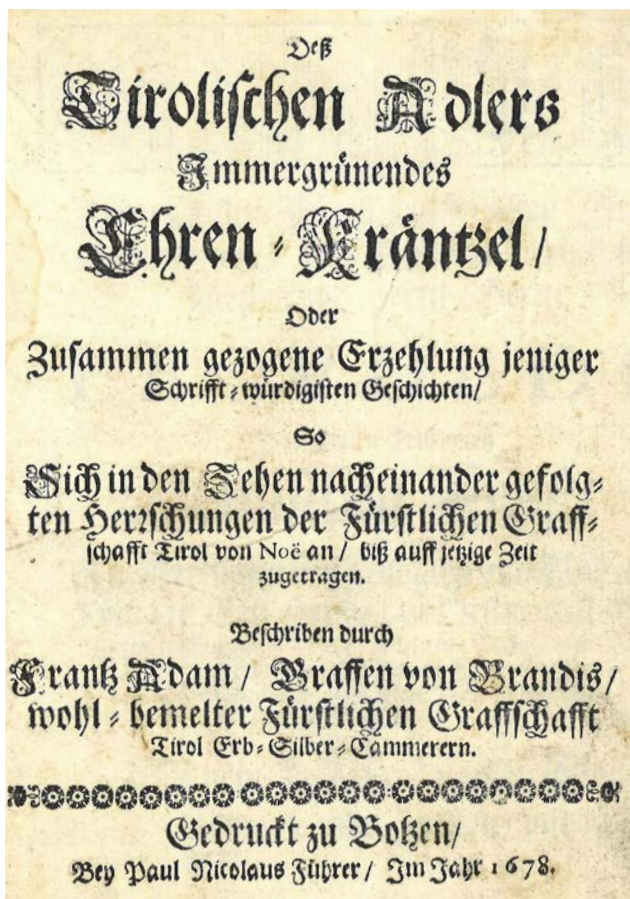 Deß
Tirolischen Adlers
Immergrünendes
Ehren-Kräntzel/
Oder
Zusammen gezogene Erzehlung jeniger
Schrifft-würdigisten Geschichten/
So
Sich in den Zehen nacheinander gefolg-
ten Herrschungen der Fürstlichen Graff-
schafft Tirol von Noë an / biß auff jetzige Zeit
zugetragen.
Beschriben durch
Frantz Adam / Graffen von Brandis/
wohl-bemelter Fürstlichen Graffschafft
Tirol Erb-Silber-Cammerern.
Gedruckt zu Botzen/
Bey Paul Nicolaus Führer / Im Jahr 1678.